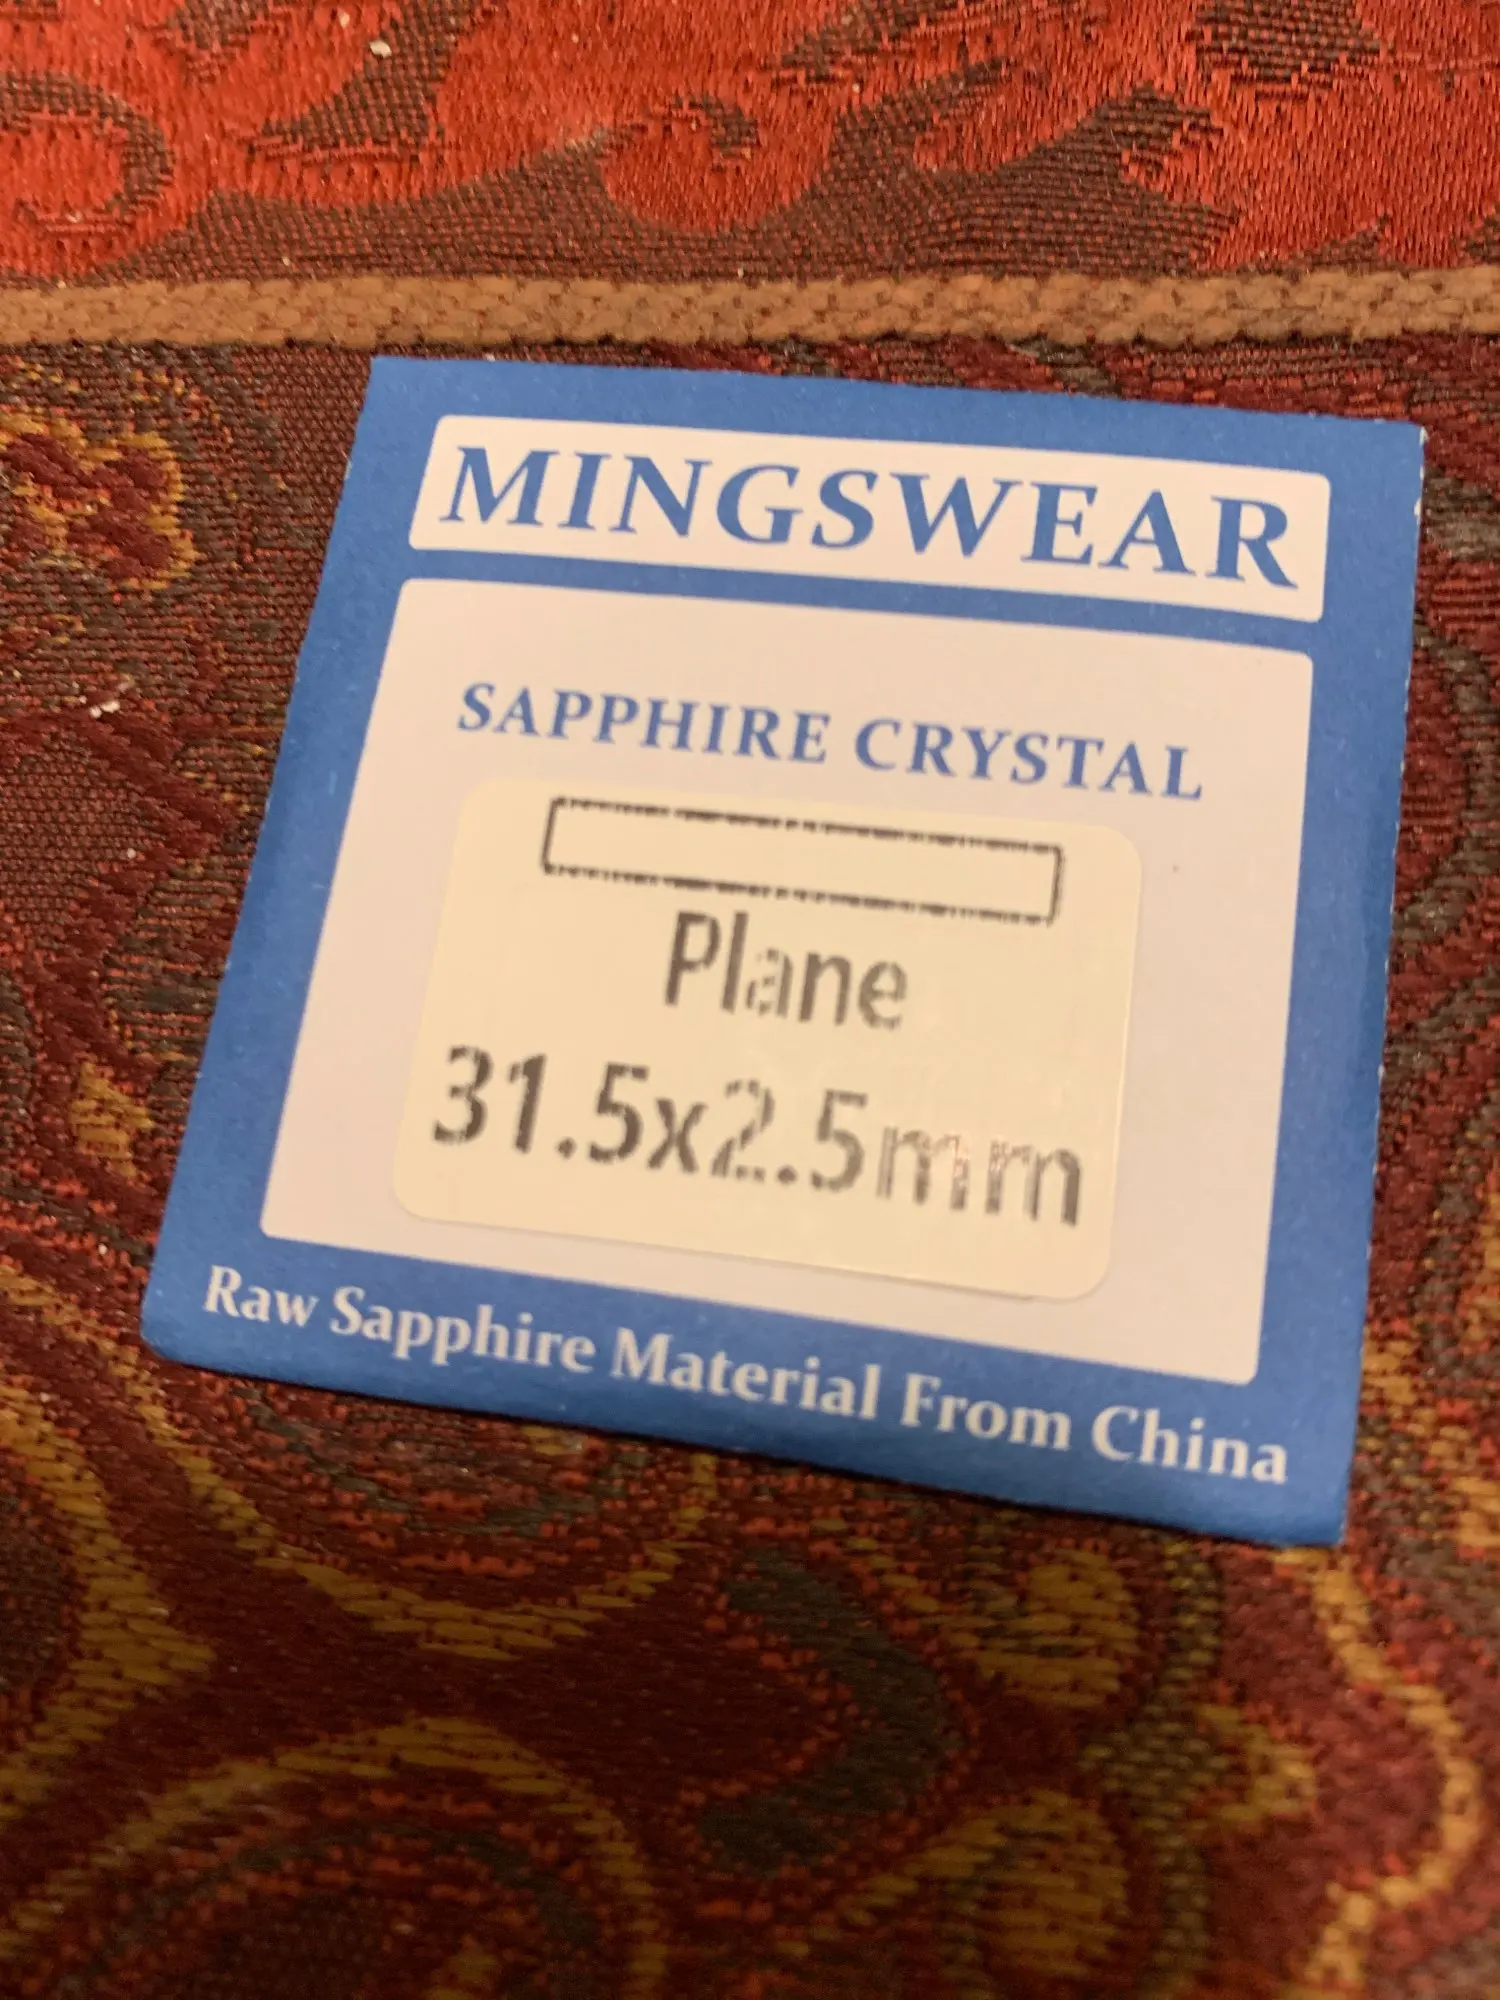 MINGSWEAR
SAPPHIRE CRYSTAL
Plane
31.5x2.5mm
Raw Sapphire Material From China